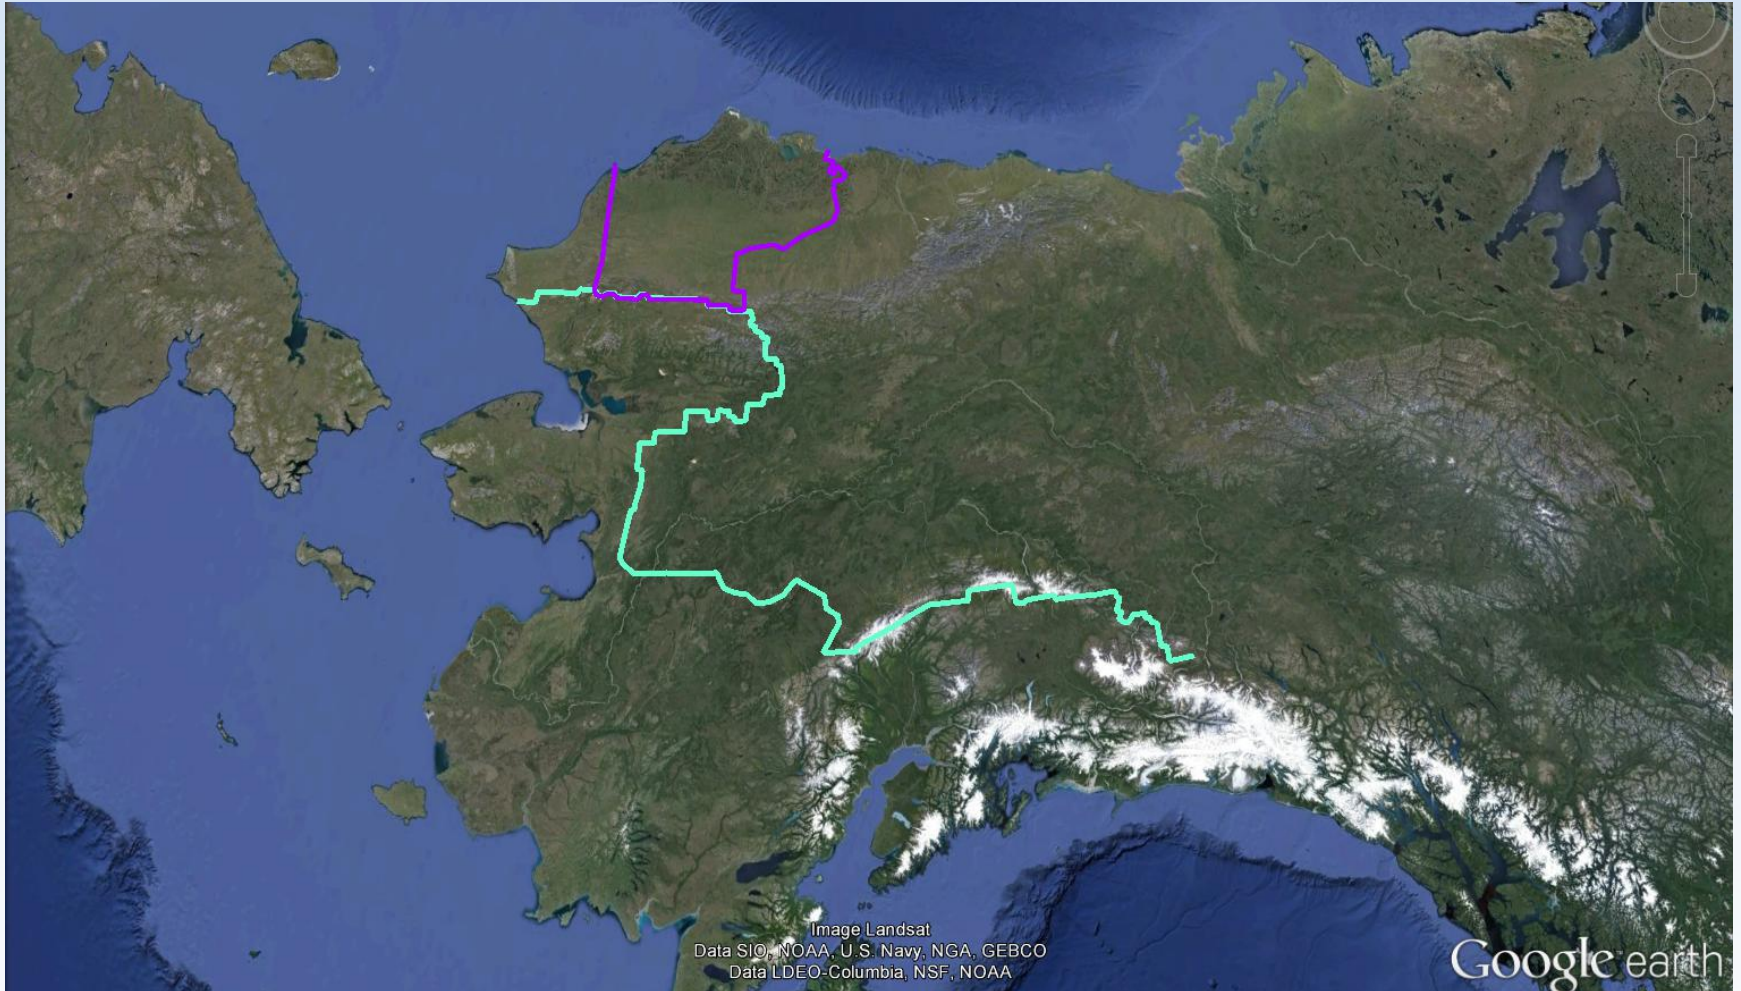 Image Landsat
Data SIO, NOAA, U.S. Navy, NGA, GEBCO
Data LDEO-Columbia, NSF, NOAA
Google earth